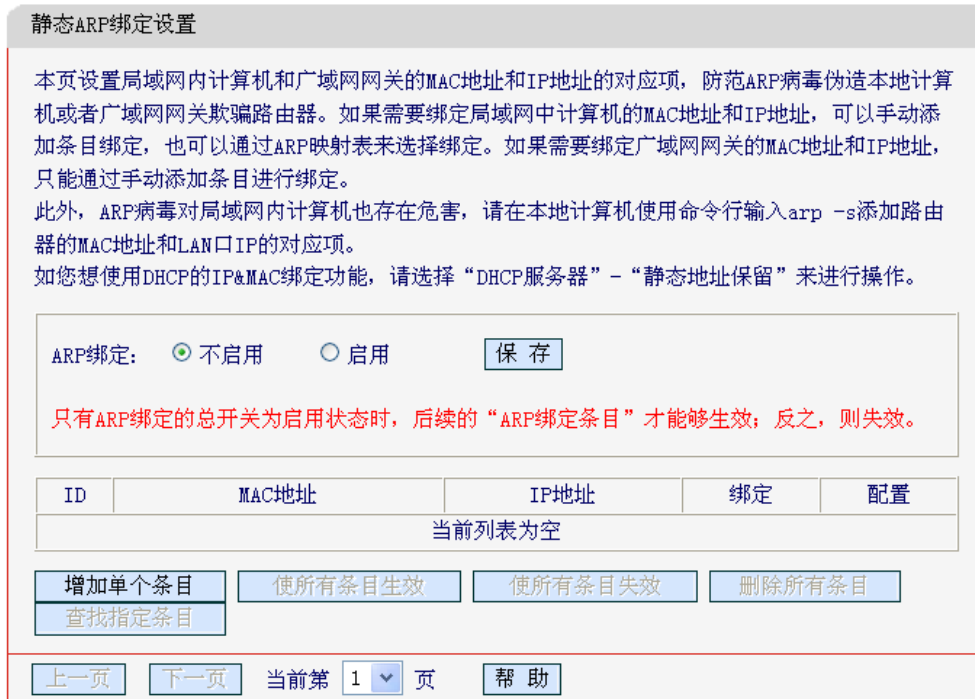 静态ARP绑定设置
本页设置局域网内计算机和广域网网关的MAC地址和IP地址的对应项，防范ARP病毒伪造本地计算
机或者广域网网关欺骗路由器。如果需要绑定局域网中计算机的MAC地址和IP地址，可以手动添
加条目绑定，也可以通过ARP映射表来选择绑定。如果需要绑定广域网网关的MAC地址和IP地址，
只能通过手动添加条目进行绑定。
此外，ARP病毒对局域网内计算机也存在危害，请在本地计算机使用命令行输入arp -s添加路由
器的MAC地址和LAN口IP的对应项。
如您想使用DHCP的IP&MAC绑定功能，请选择“DHCP服务器”-“静态地址保留”来进行操作。
ARP绑定： 不启用 启用 保 存
只有ARP绑定的总开关为启用状态时，后续的“ARP绑定条目”才能够生效；反之，则失效。
ID MAC地址 IP地址 绑定 配置
当前列表为空
增加单个条目 使所有条目生效 使所有条目失效 删除所有条目
查找指定条目
上一页 下一页 当前第 1 页 帮 助